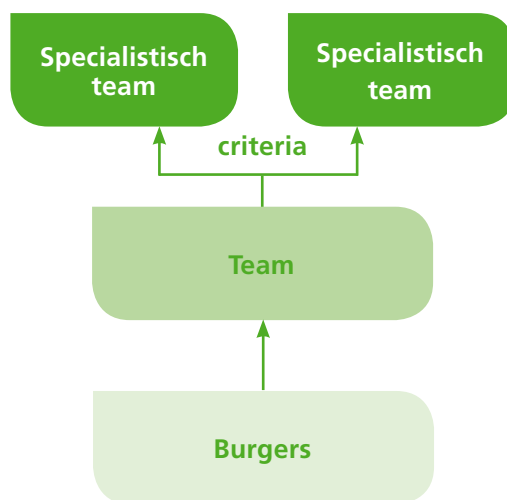 Specialistisch
team
Specialistisch
team
criteria
Team
Burgers